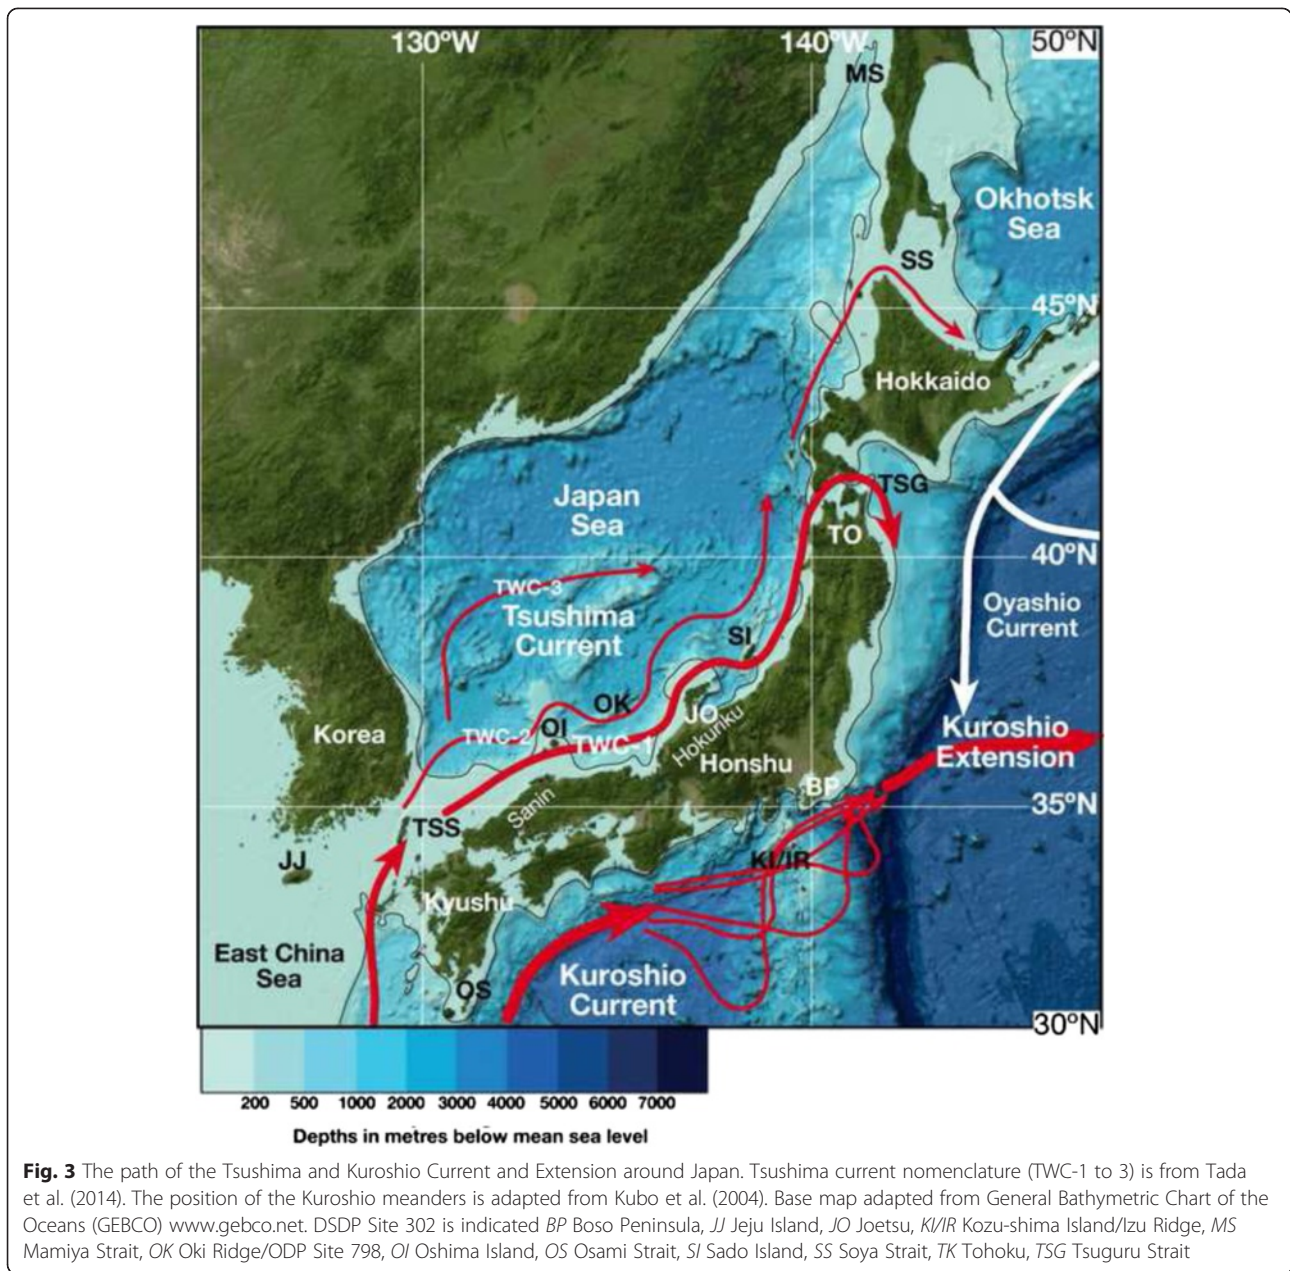 130ºW
140ºW
50ºN
MS
Okhotsk
Sea
SS
45ºN
Hokkaido
Japan
Sea
TSG
TO
40ºN
TWC-3
Tsushima
Current
Oyashio
Current
SI
OK
JO
Korea
TWC-2
OI
TWC-1
Hokuriku
Kuroshio
Extension
Honshu
BP
35ºN
Sanin
TSS
JJ
KI/IR
Kyushu
East China
Sea
Kuroshio
Current
OS
30ºN
200 500 1000 2000 3000 4000 5000 6000 7000
Depths in metres below mean sea level
Fig. 3 The path of the Tsushima and Kuroshio Current and Extension around Japan. Tsushima current nomenclature (TWC-1 to 3) is from Tada
et al. (2014). The position of the Kuroshio meanders is adapted from Kubo et al. (2004). Base map adapted from General Bathymetric Chart of the
Oceans (GEBCO) www.gebco.net. DSDP Site 302 is indicated BP Boso Peninsula, JJ Jeju Island, JO Joetsu, KI/IR Kozu-shima Island/Izu Ridge, MS
Mamiya Strait, OK Oki Ridge/ODP Site 798, OI Oshima Island, OS Osami Strait, SI Sado Island, SS Soya Strait, TK Tohoku, TSG Tsuguru Strait